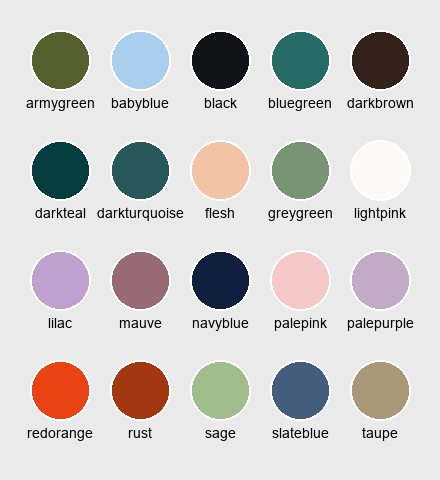 armygreen babyblue black bluegreen darkbrown
darkteal darkturquoise flesh greygreen lightpink
lilac mauve navyblue palepink palepurple
redorange rust sage slateblue taupe